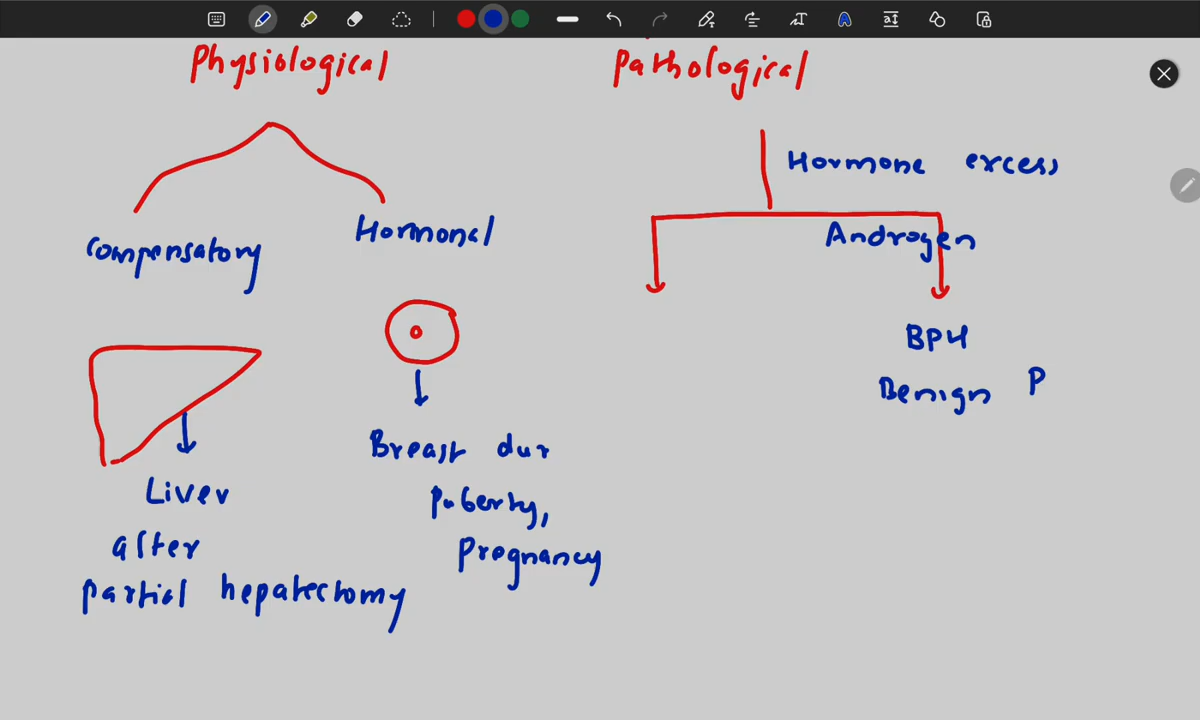 Physiological
Pathological
Hormone excess
Compensatory
Hormonal
Androgen
BPH
Benign P
Breast dur
puberty,
Pregnancy
Liver
after
partial hepatectomy